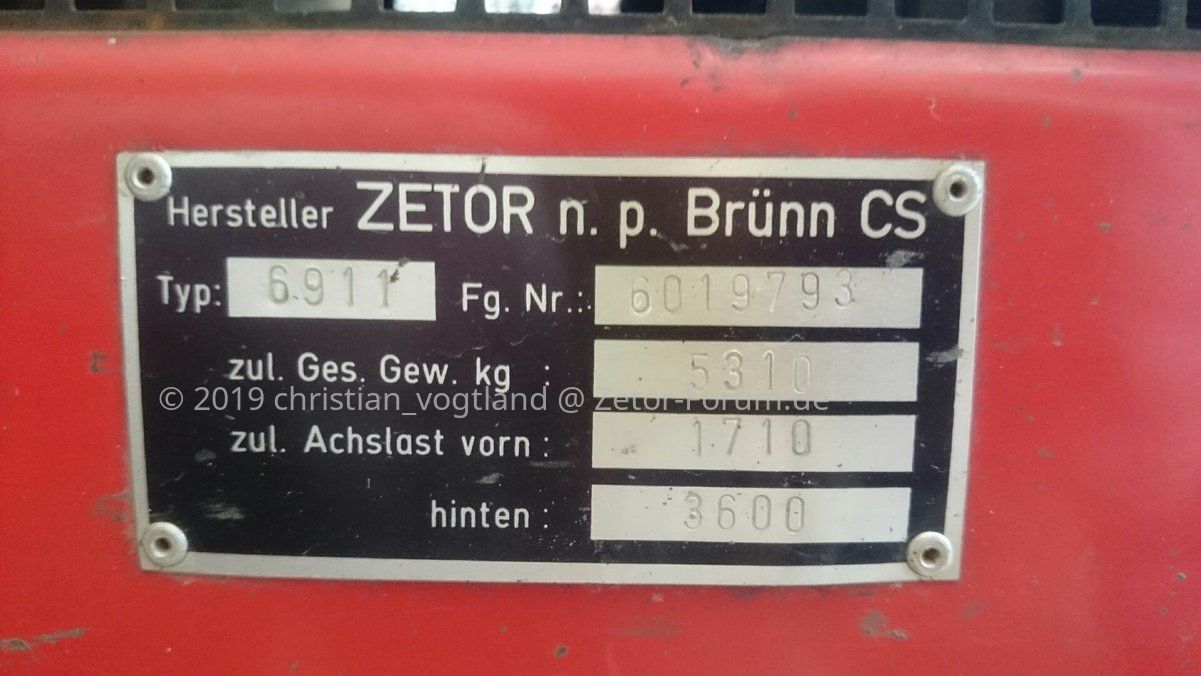 Hersteller ZETOR n. p. Brünn CS
Typ: 6911 Fg. Nr.: 6019793
zul. Ges. Gew. kg : 5310
© 2019 christian_vogtland @ Zetor-Forum.de
zul. Achslast vorn : 1710
hinten : 3600